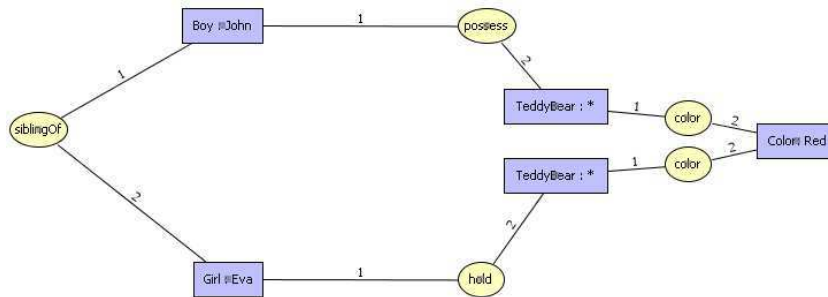 Boy : John
1
possess
2
1
TeddyBear : *
1
color
2
siblingOf
Color : Red
TeddyBear : *
1
color
2
2
2
Girl : Eva
1
hold